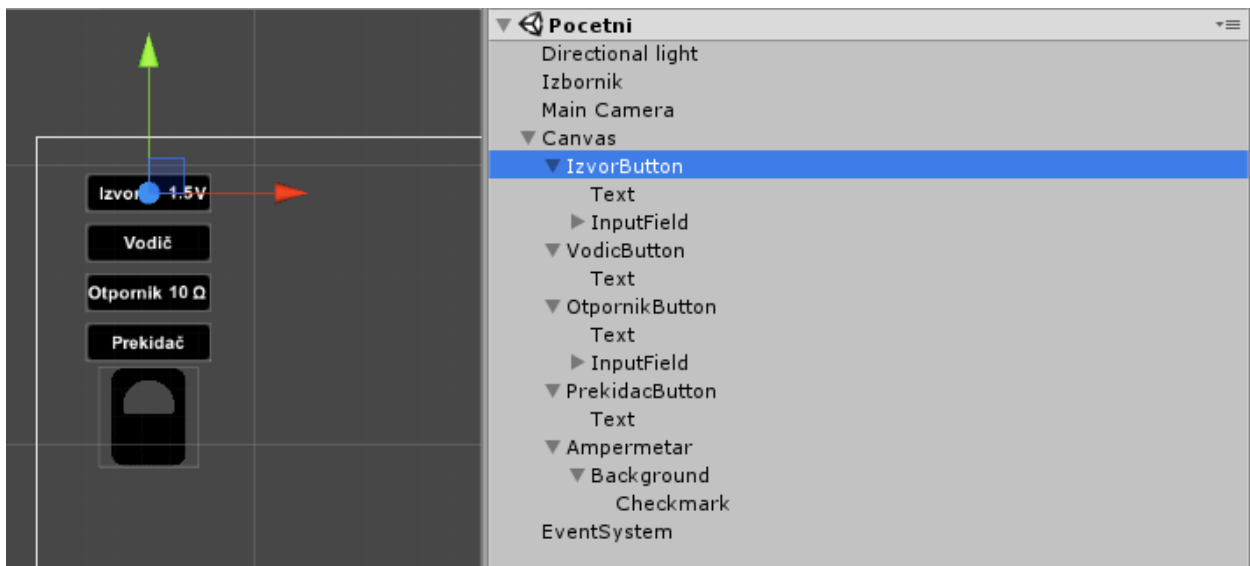 Izvor 1.5V
Vodič
Otpornik 10 Ω
Prekidač
Pocetni
Directional light
Izbornik
Main Camera
Canvas
IzvorButton
Text
InputField
VodicButton
Text
OtpornikButton
Text
InputField
PrekidacButton
Text
Ampermetar
Background
Checkmark
EventSystem